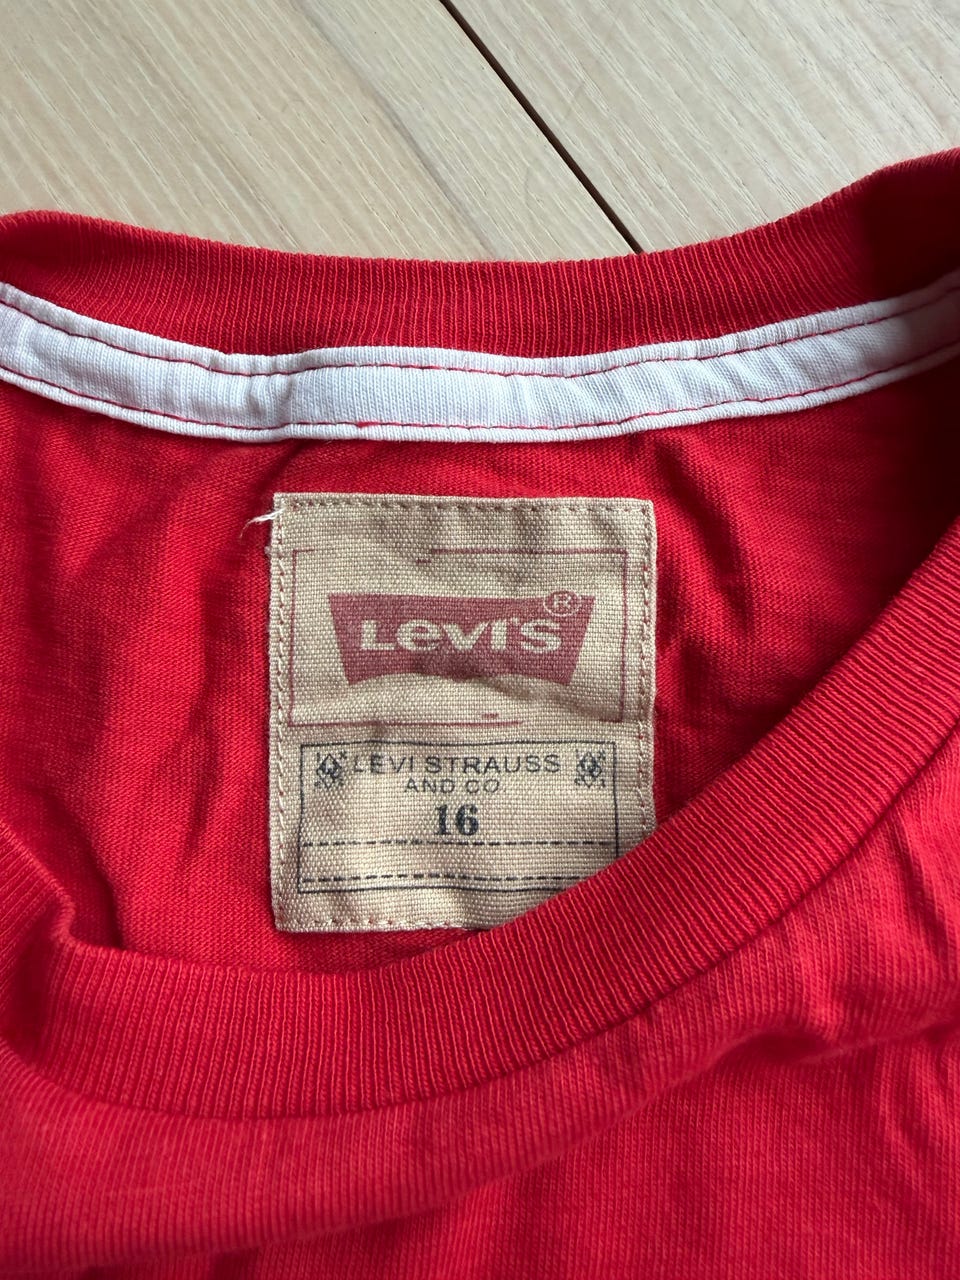 Levi's®
LEVI STRAUSS
AND CO.
16